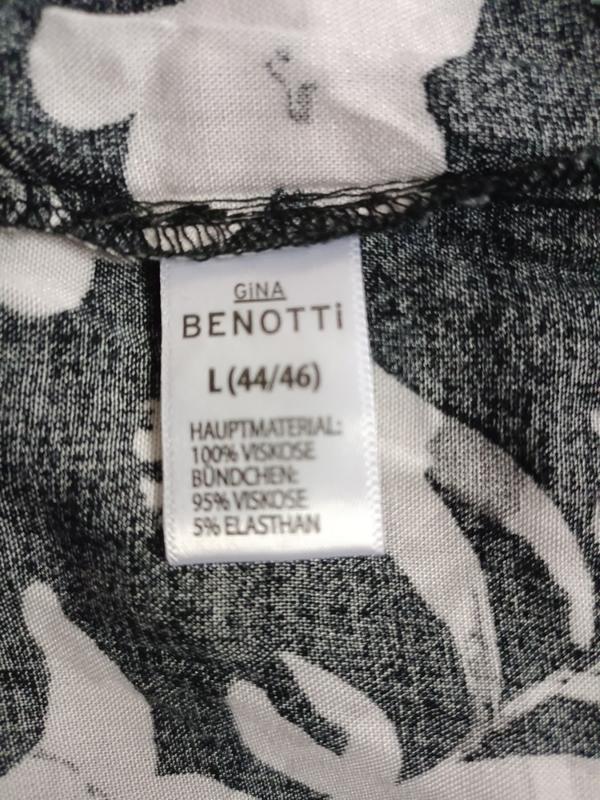 GiNA
BENOTTi
L (44/46)
HAUPTMATERIAL:
100% VISKOSE
BÜNDCHEN:
95% VISKOSE
5% ELASTHAN